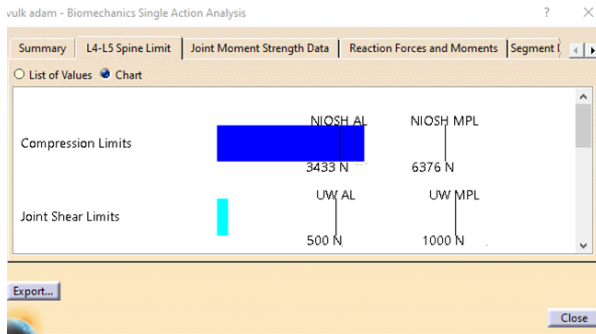 vulk adam - Biomechanics Single Action Analysis
Summary L4-L5 Spine Limit Joint Moment Strength Data Reaction Forces and Moments Segment
List of Values Chart
NIOSH AL NIOSH MPL
Compression Limits
3433 N 6376 N
UW AL UW MPL
Joint Shear Limits
500 N 1000 N
Export...
Close